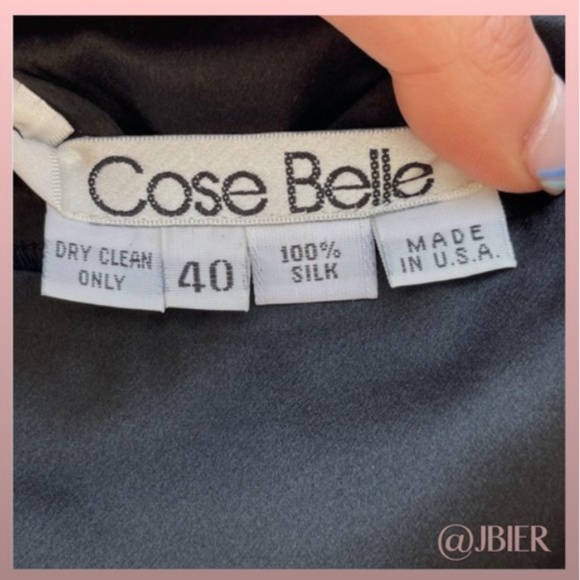 Cose Belle
DRY CLEAN
ONLY
40
100%
SILK
MADE
IN U.S.A.
@JBIER